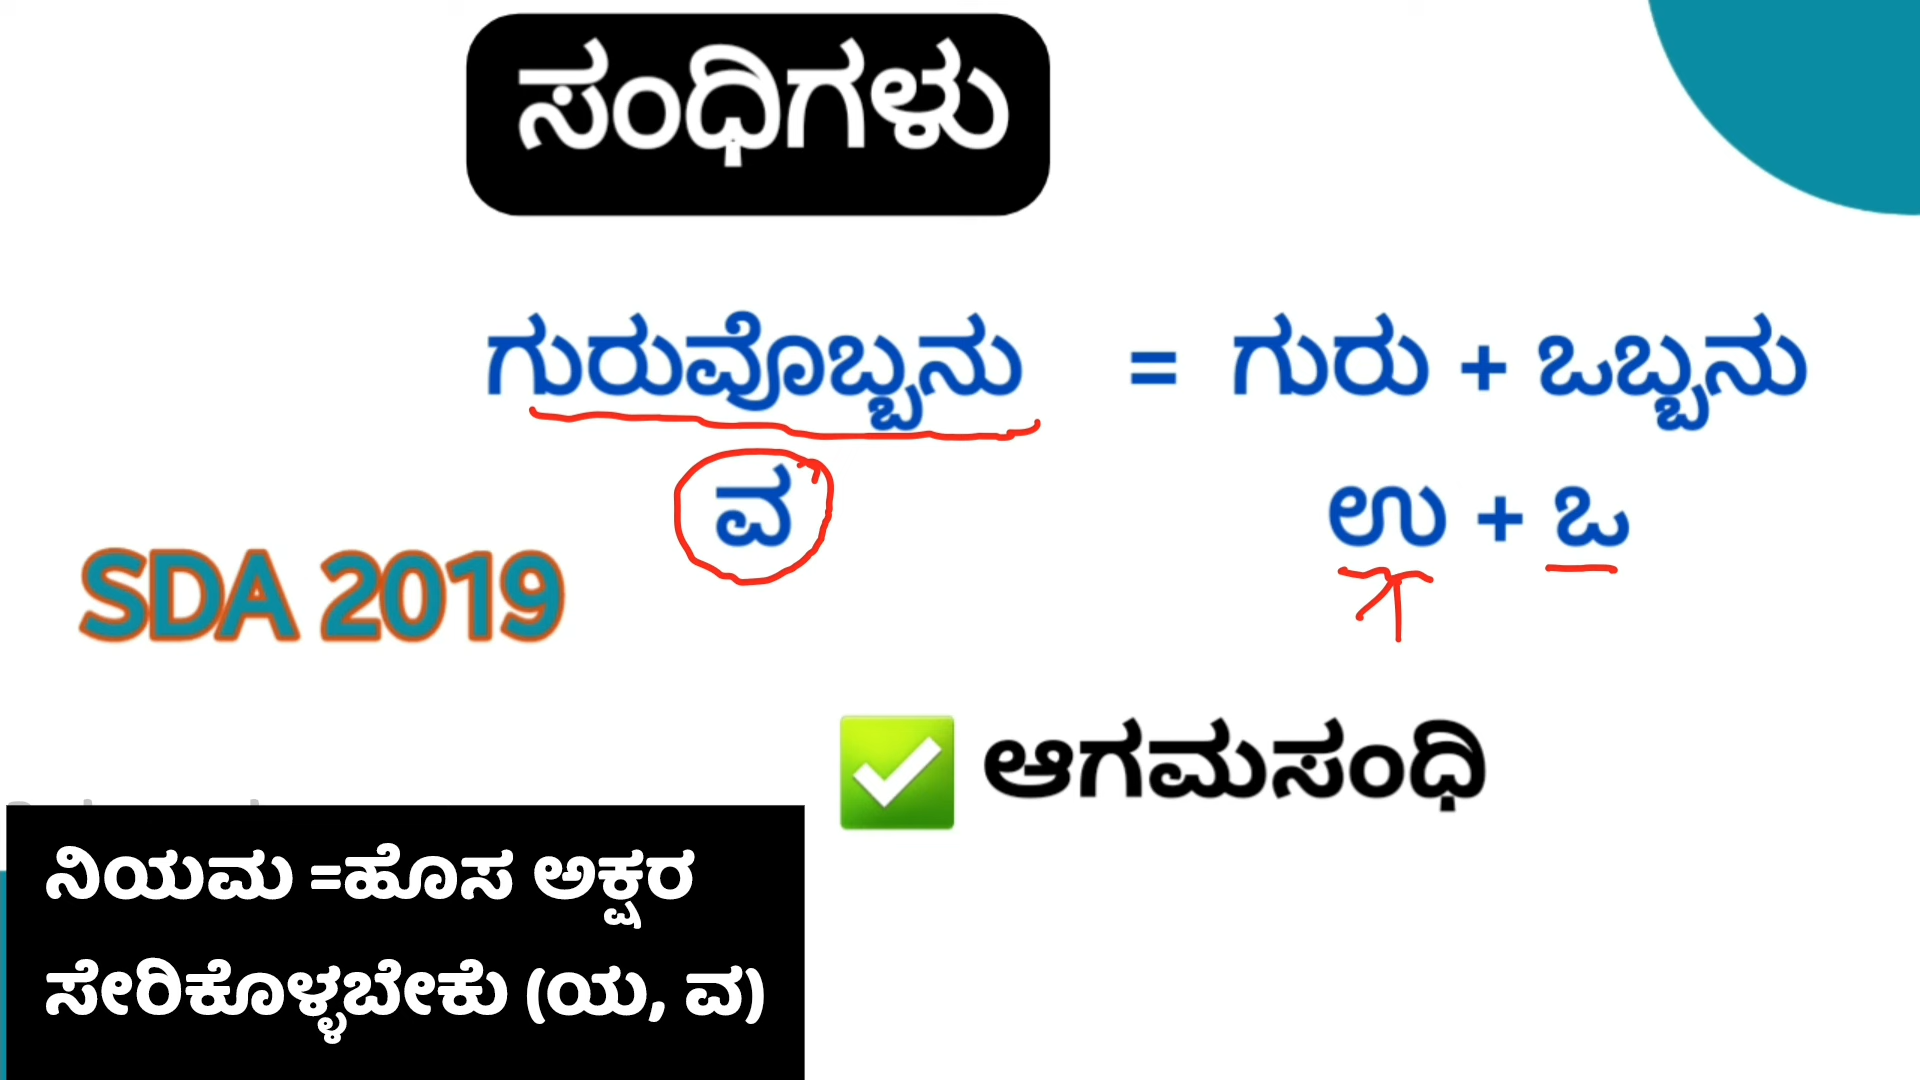 ಸಂಧಿಗಳು
ಗುರುವೊಬ್ಬನು = ಗುರು + ಒಬ್ಬನು
ವ ಉ + ಒ
SDA 2019
ಆಗಮಸಂಧಿ
ನಿಯಮ =ಹೊಸ ಅಕ್ಷರ
ಸೇರಿಕೊಳ್ಳಬೇಕು (ಯ, ವ)